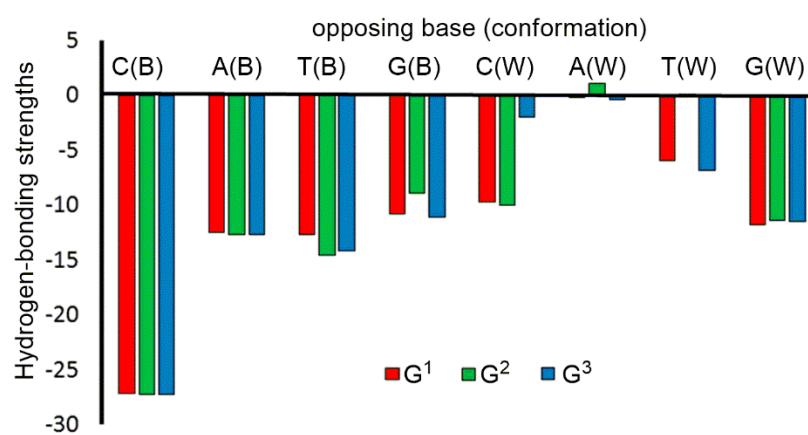 opposing base (conformation)
C(B) A(B) T(B) G(B) C(W) A(W) T(W) G(W)
Hydrogen-bonding strengths
5
0
-5
-10
-15
-20
-25
-30
G¹ G² G³